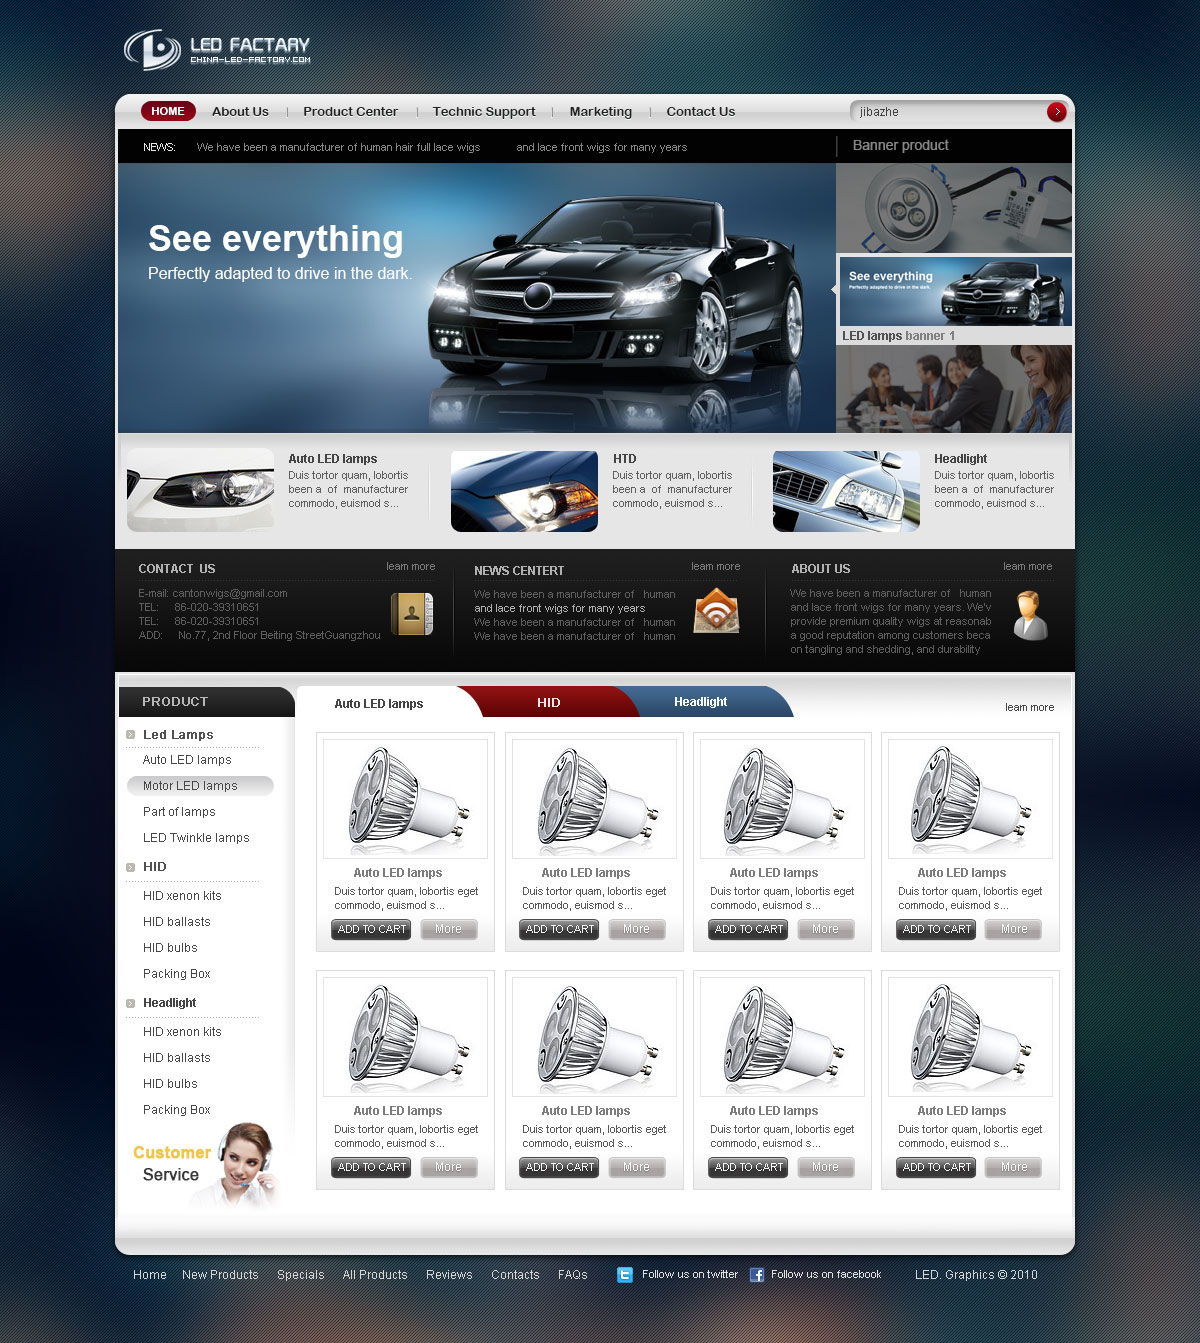 LED FACTARY
CHINA-LED-FACTORY.COM
HOME About Us Product Center Technic Support Marketing Contact Us jibazhe
NEWS: We have been a manufacturer of human hair full lace wigs and lace front wigs for many years Banner product
See everything
Perfectly adapted to drive in the dark.
See everything
Perfectly adapted to drive in the dark.
LED lamps banner 1
Auto LED lamps
Duis tortor quam, lobortis
been a of manufacturer
commodo, euismod s...
HTD
Duis tortor quam, lobortis
been a of manufacturer
commodo, euismod s...
Headlight
Duis tortor quam, lobortis
been a of manufacturer
commodo, euismod s...
CONTACT US learn more
E-mail: cantonwigs@gmail.com
TEL: 86-020-39310651
TEL: 86-020-39310651
ADD: No.77, 2nd Floor Beiting StreetGuangzhou
NEWS CENTERT learn more
We have been a manufacturer of human
and lace front wigs for many years
We have been a manufacturer of human
We have been a manufacturer of human
ABOUT US learn more
We have been a manufacturer of human
and lace front wigs for many years. We'v
provide premium quality wigs at reasonab
a good reputation among customers beca
on tangling and shedding, and durability
PRODUCT
Led Lamps
Auto LED lamps
Motor LED lamps
Part of lamps
LED Twinkle lamps
HID
HID xenon kits
HID ballasts
HID bulbs
Packing Box
Headlight
HID xenon kits
HID ballasts
HID bulbs
Packing Box
Customer
Service
Auto LED lamps HID Headlight learn more
Auto LED lamps
Duis tortor quam, lobortis eget
commodo, euismod s...
ADD TO CART More
Auto LED lamps
Duis tortor quam, lobortis eget
commodo, euismod s...
ADD TO CART More
Auto LED lamps
Duis tortor quam, lobortis eget
commodo, euismod s...
ADD TO CART More
Auto LED lamps
Duis tortor quam, lobortis eget
commodo, euismod s...
ADD TO CART More
Auto LED lamps
Duis tortor quam, lobortis eget
commodo, euismod s...
ADD TO CART More
Auto LED lamps
Duis tortor quam, lobortis eget
commodo, euismod s...
ADD TO CART More
Auto LED lamps
Duis tortor quam, lobortis eget
commodo, euismod s...
ADD TO CART More
Auto LED lamps
Duis tortor quam, lobortis eget
commodo, euismod s...
ADD TO CART More
Home New Products Specials All Products Reviews Contacts FAQs Follow us on twitter Follow us on facebook LED. Graphics © 2010